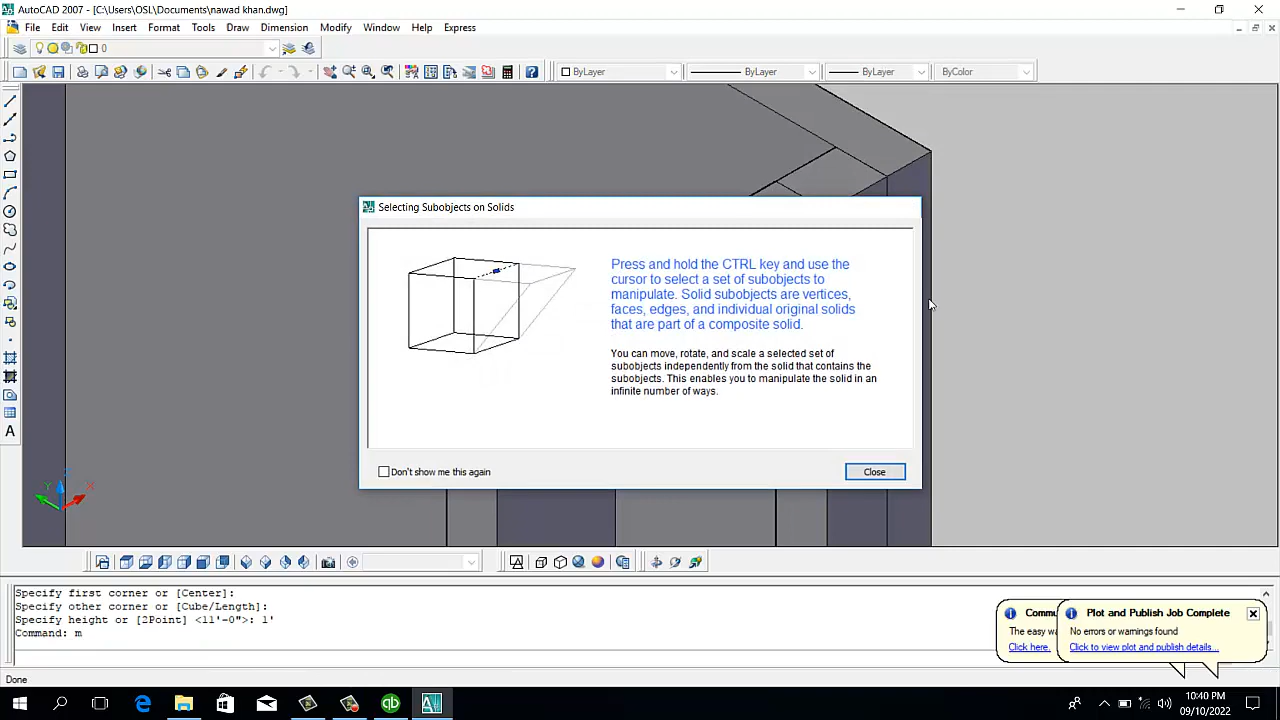 AutoCAD 2007 - [C:\Users\OSL\Documents\nawad khan.dwg]
File Edit View Insert Format Tools Draw Dimension Modify Window Help Express
0
ByLayer ByLayer ByLayer ByColor
Selecting Subobjects on Solids
Press and hold the CTRL key and use the
cursor to select a set of subobjects to
manipulate. Solid subobjects are vertices,
faces, edges, and individual original solids
that are part of a composite solid.
You can move, rotate, and scale a selected set of
subobjects independently from the solid that contains the
subobjects. This enables you to manipulate the solid in an
infinite number of ways.
Don't show me this again
Close
Z
Y X
A
Specify first corner or [Center]:
Specify other corner or [Cube/Length]:
Specify height or [2Point] <11'-0">: 1'
Command: m
Commu
The easy wa
Click here.
Plot and Publish Job Complete
No errors or warnings found
Click to view plot and publish details...
Done
10:40 PM
09/10/2022